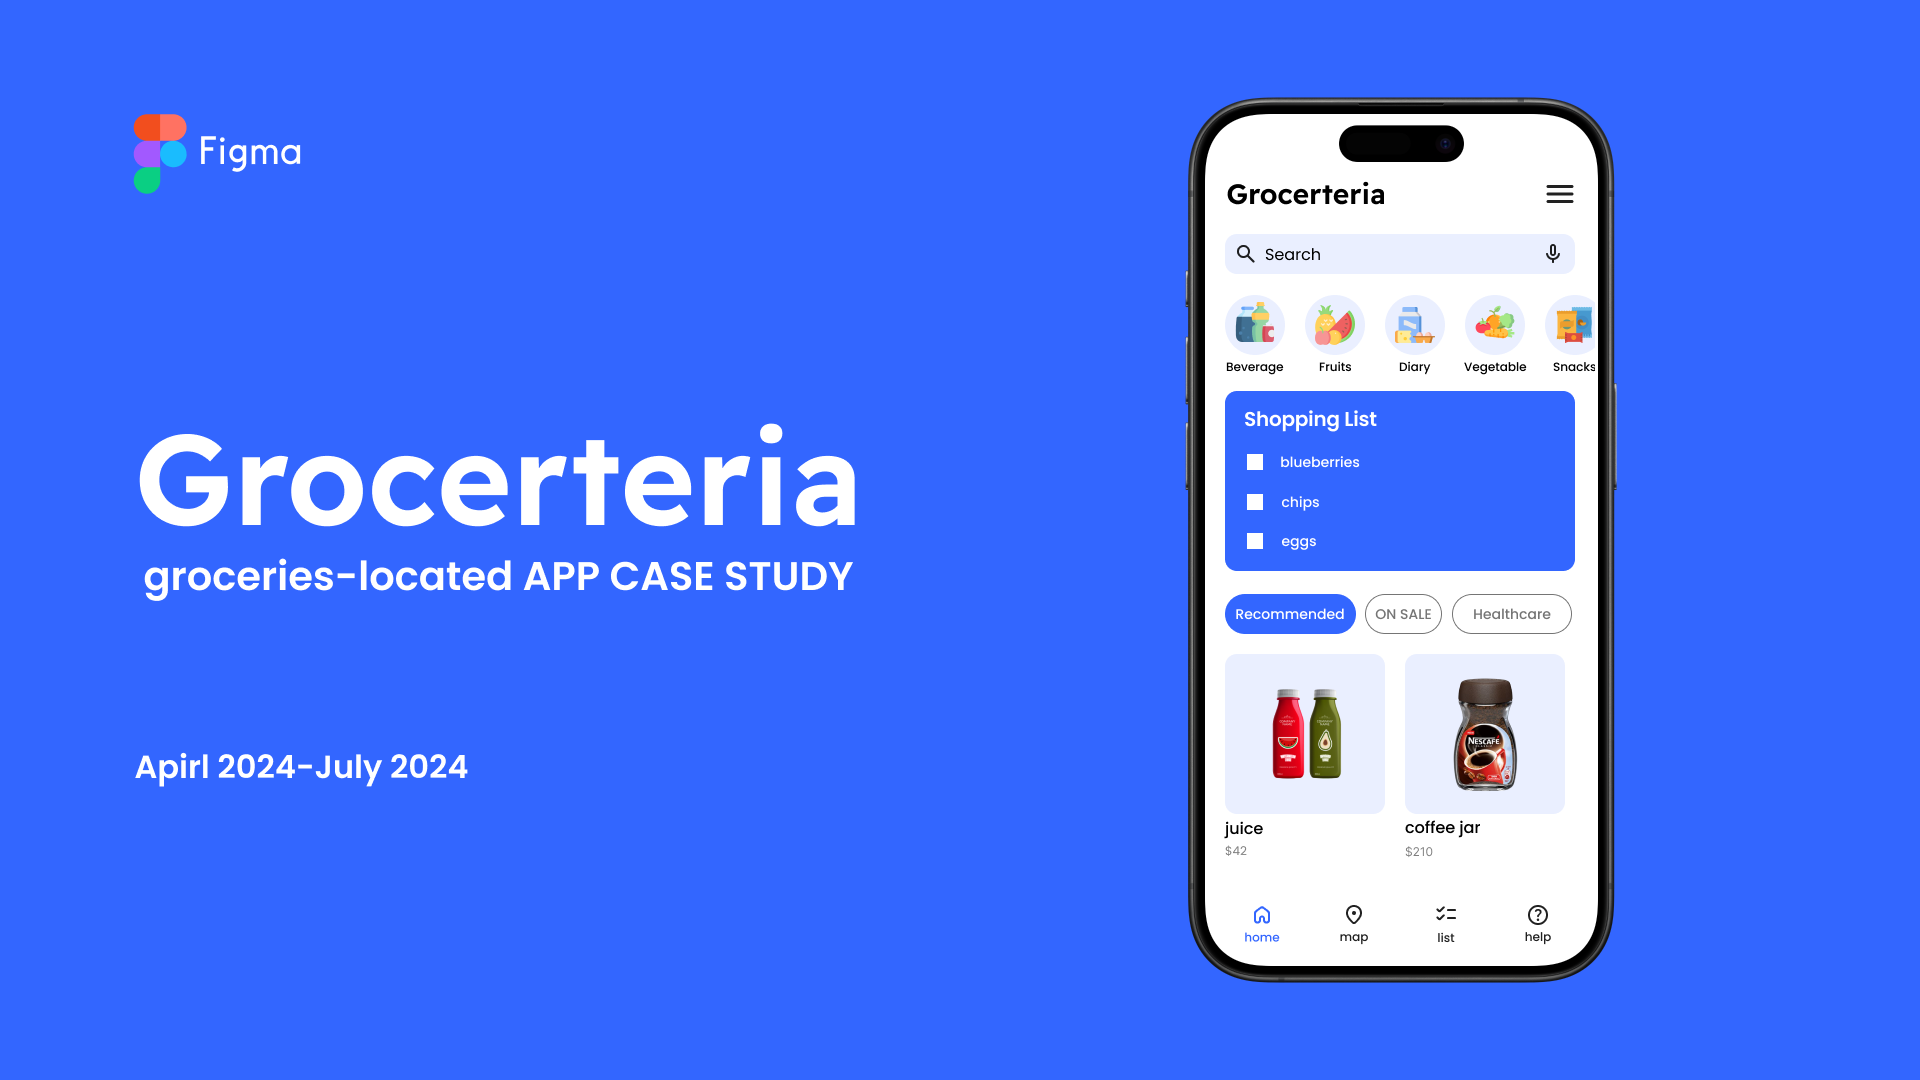 Figma
Grocerteria
groceries-located APP CASE STUDY
Apirl 2024-July 2024
Grocerteria
Search
Beverage
Fruits
Diary
Vegetable
Snacks
Shopping List
blueberries
chips
eggs
Recommended
ON SALE
Healthcare
NESCAFE
juice
$42
coffee jar
$210
home
map
list
help